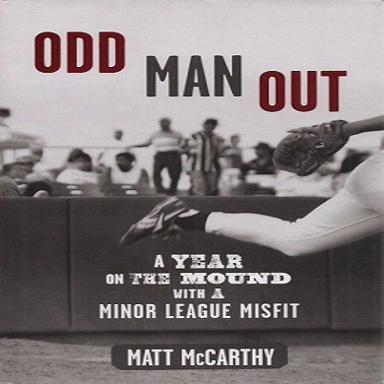 ODD
MAN
OUT
A YEAR
ON THE MOUND
WITH A
MINOR LEAGUE MISFIT
MATT McCARTHY